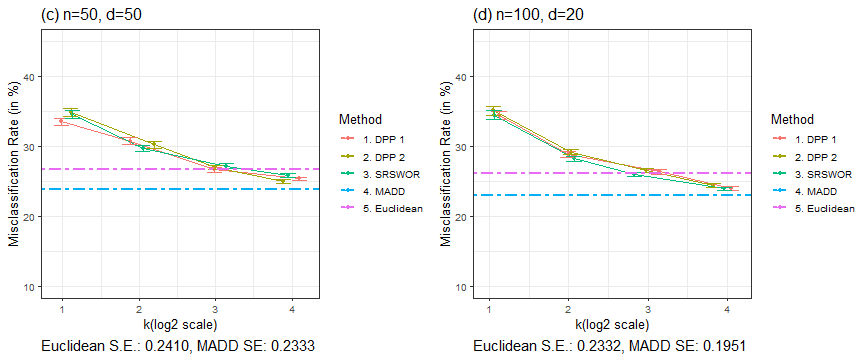 (c) n=50, d=50
Misclassification Rate (in %)
40
30
20
10
1 2 3 4
k(log2 scale)
Method
1. DPP 1
2. DPP 2
3. SRSWOR
4. MADD
5. Euclidean
Euclidean S.E.: 0.2410, MADD SE: 0.2333
(d) n=100, d=20
Misclassification Rate (in %)
40
30
20
10
1 2 3 4
k(log2 scale)
Method
1. DPP 1
2. DPP 2
3. SRSWOR
4. MADD
5. Euclidean
Euclidean S.E.: 0.2332, MADD SE: 0.1951